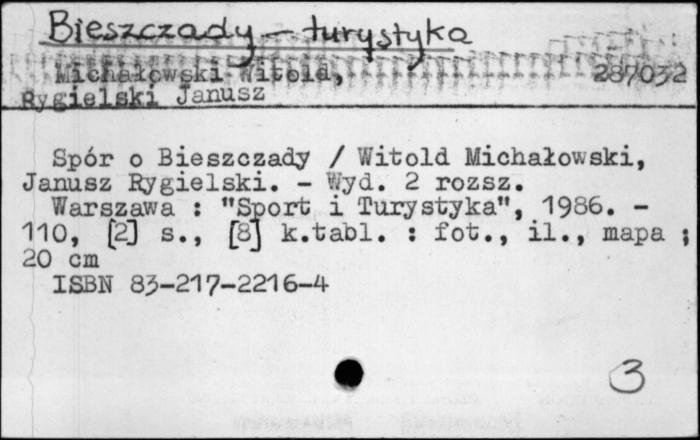 Bieszczady – turystyka
Michałowski Witold, 287032
Rygielski Janusz
Spór o Bieszczady / Witold Michałowski,
Janusz Rygielski. - Wyd. 2 rozsz.
Warszawa : "Sport i Turystyka", 1986. -
110, [2] s., [8] k.tabl. : fot., il., mapa ;
20 cm
ISBN 83-217-2216-4
3